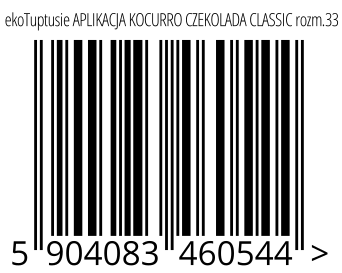 ekoTuptusie APLIKACJA KOCURRO CZEKOLADA CLASSIC rozm.33
5 904083 460544 >